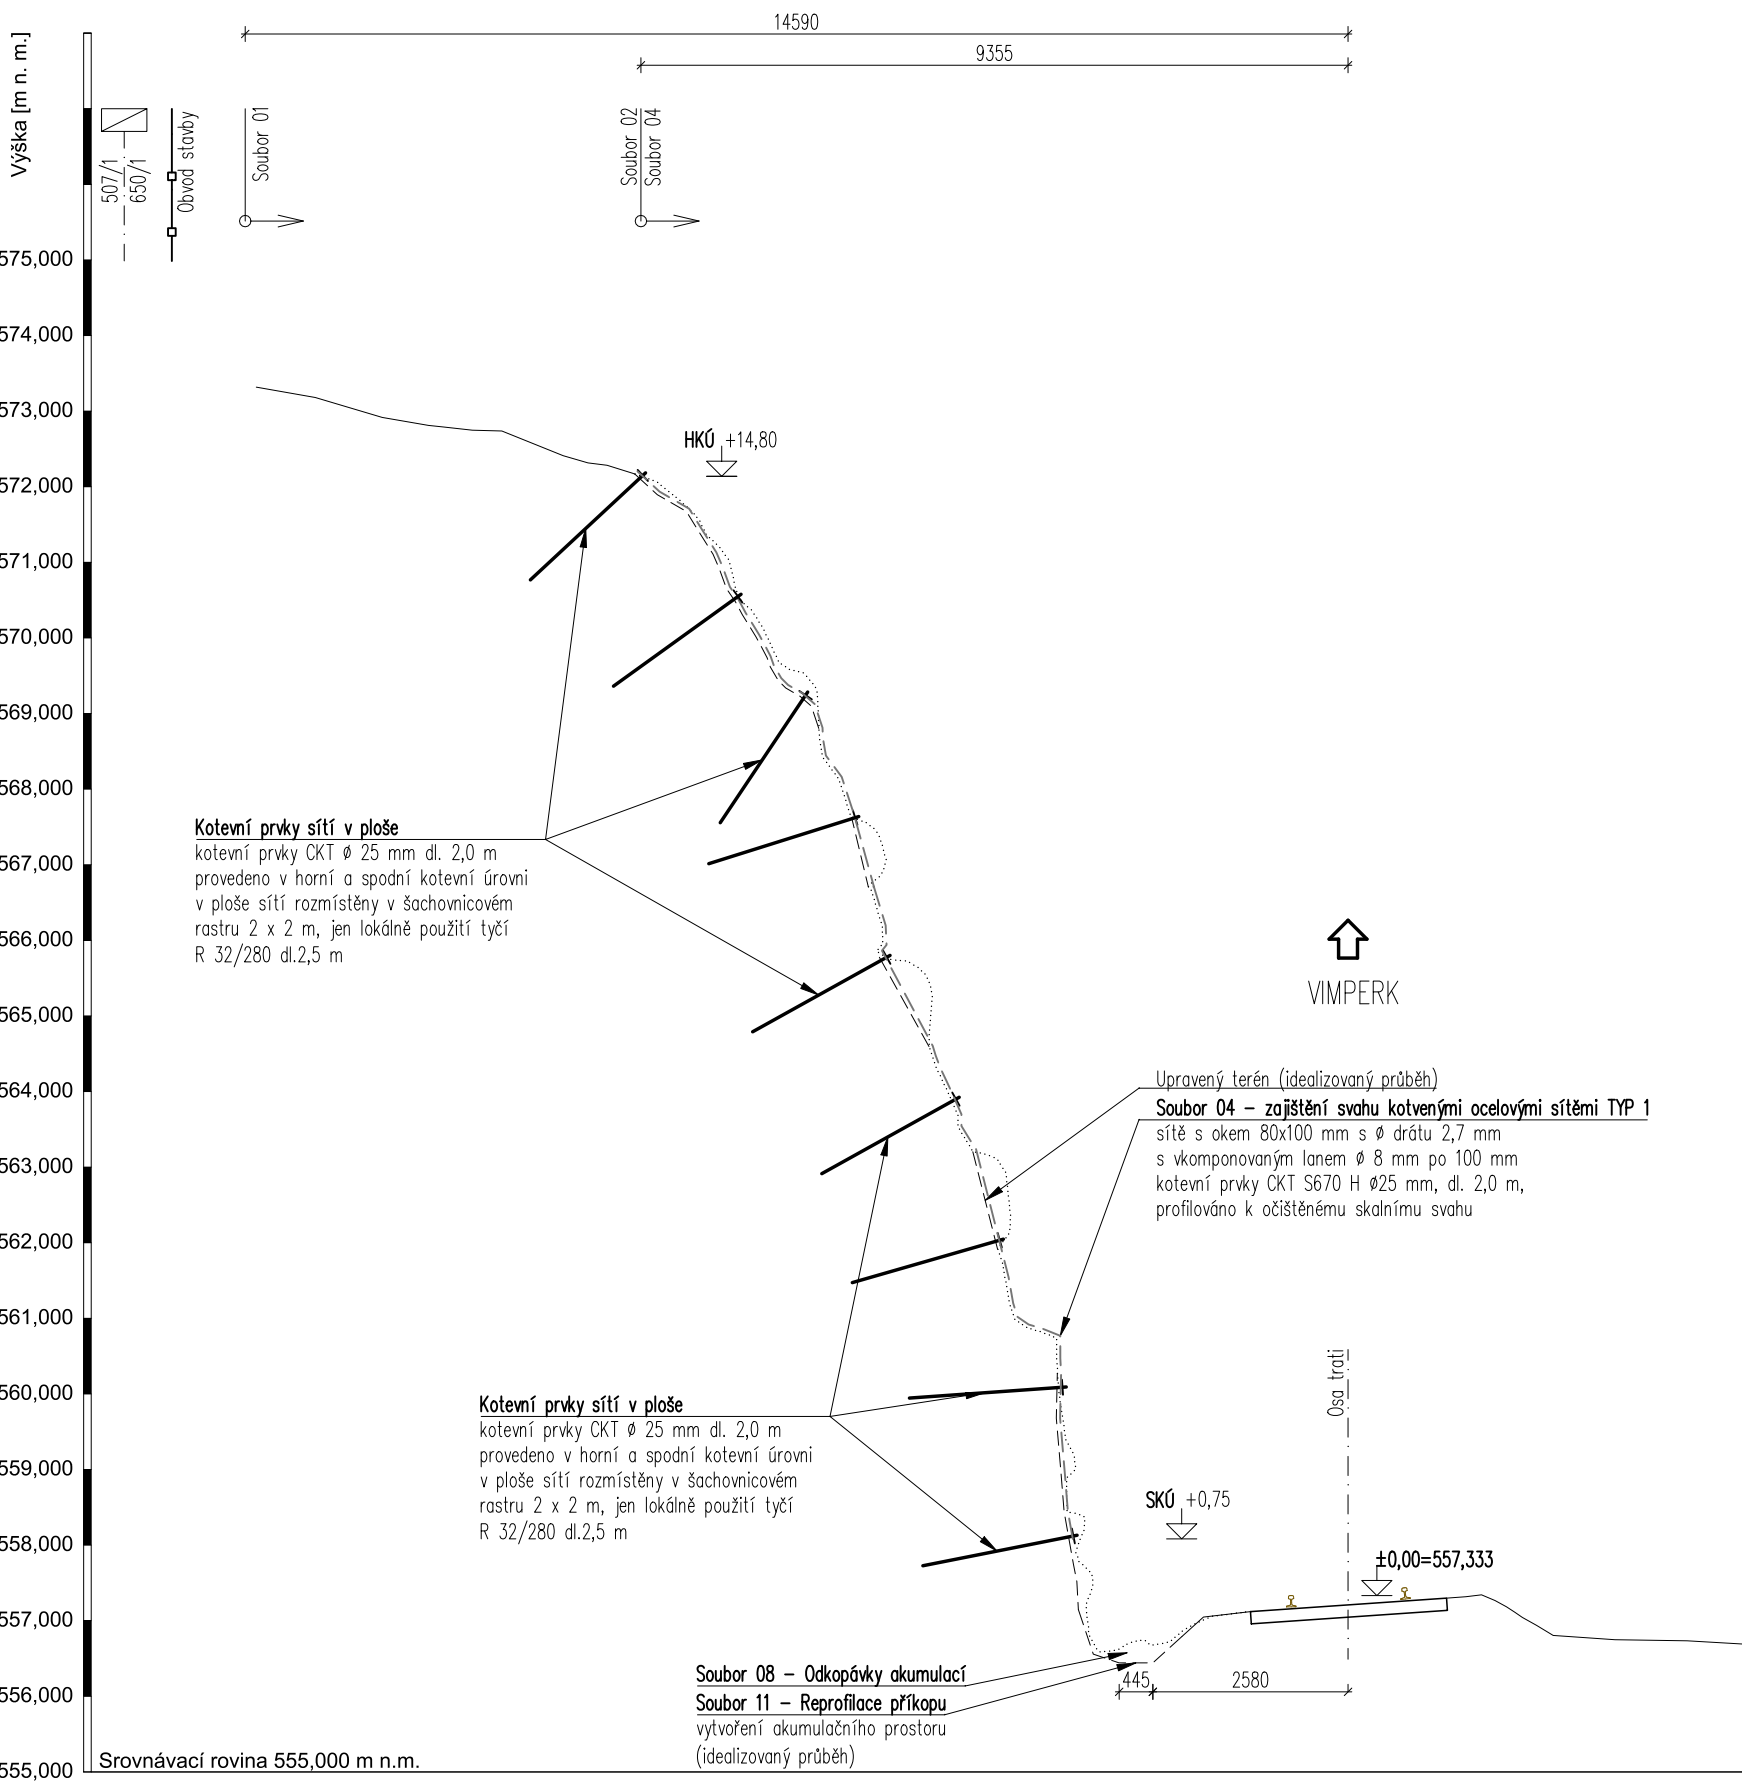 14590
9355
Výška [m n. m.]
507/1
650/1
Obvod stavby
Soubor 01
Soubor 02
Soubor 04
575,000
574,000
573,000
572,000
571,000
570,000
569,000
568,000
567,000
566,000
565,000
564,000
563,000
562,000
561,000
560,000
559,000
558,000
557,000
556,000
555,000
HKÚ +14,80
Kotevní prvky sítí v ploše
kotevní prvky CKT ø 25 mm dl. 2,0 m
provedeno v horní a spodní kotevní úrovni
v ploše sítí rozmístěny v šachovnicovém
rastru 2 x 2 m, jen lokálně použití tyčí
R 32/280 dl.2,5 m
VIMPERK
Upravený terén (idealizovaný průběh)
Soubor 04 – zajištění svahu kotvenými ocelovými sítěmi TYP 1
sítě s okem 80x100 mm s ø drátu 2,7 mm
s vkomponovaným lanem ø 8 mm po 100 mm
kotevní prvky CKT S670 H ø25 mm, dl. 2,0 m,
profilováno k očištěnému skalnímu svahu
Osa trati
Kotevní prvky sítí v ploše
kotevní prvky CKT ø 25 mm dl. 2,0 m
provedeno v horní a spodní kotevní úrovni
v ploše sítí rozmístěny v šachovnicovém
rastru 2 x 2 m, jen lokálně použití tyčí
R 32/280 dl.2,5 m
SKÚ +0,75
±0,00=557,333
Soubor 08 – Odkopávky akumulací
445
2580
Soubor 11 – Reprofilace příkopu
vytvoření akumulačního prostoru
(idealizovaný průběh)
Srovnávací rovina 555,000 m n.m.